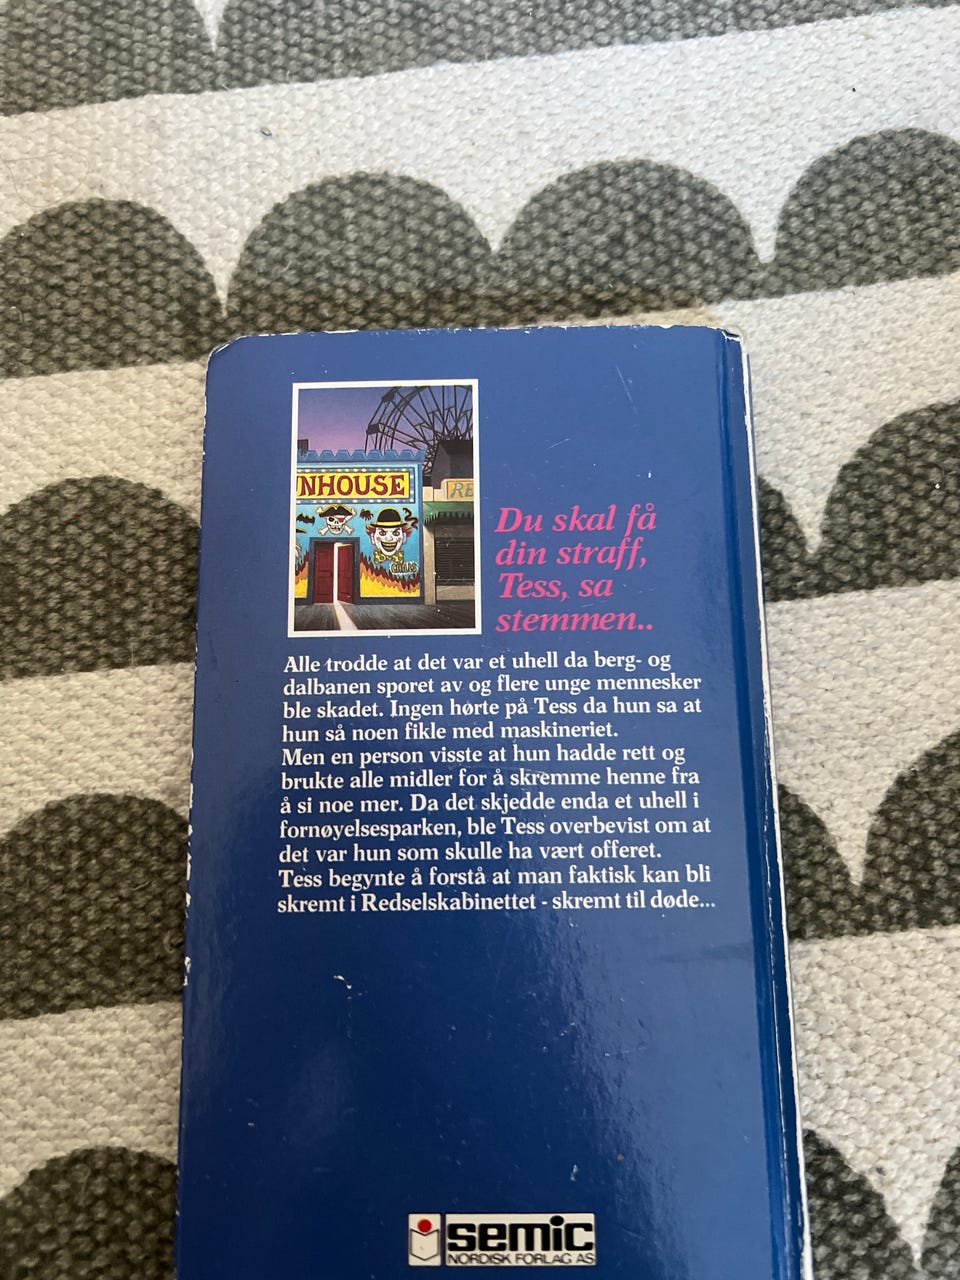 NHOUSE
RE
CHILLS
Du skal få
din straff,
Tess, sa
stemmen..
Alle trodde at det var et uhell da berg- og
dalbanen sporet av og flere unge mennesker
ble skadet. Ingen hørte på Tess da hun sa at
hun så noen fikle med maskineriet.
Men en person visste at hun hadde rett og
brukte alle midler for å skremme henne fra
å si noe mer. Da det skjedde enda et uhell i
fornøyelsesparken, ble Tess overbevist om at
det var hun som skulle ha vært offeret.
Tess begynte å forstå at man faktisk kan bli
skremt i Redselskabinettet - skremt til døde...
semic
NORDISK FORLAG AS